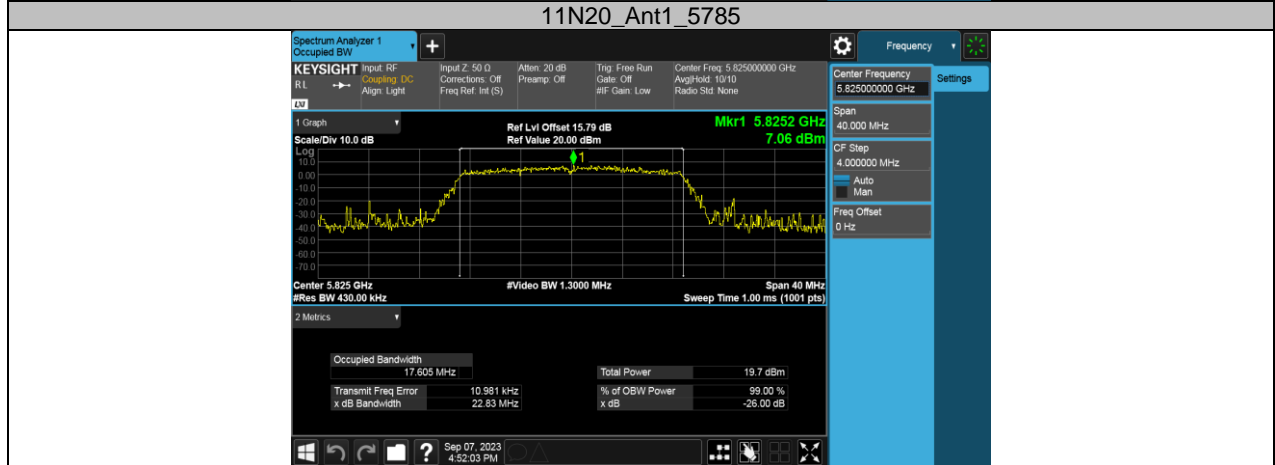 11N20_Ant1_5785
Spectrum Analyzer 1
Occupied BW
+
Frequency
KEYSIGHT
RL
LXI
Input: RF
Coupling: DC
Align: Light
Input Z: 50 Ω
Corrections: Off
Freq Ref: Int (S)
Atten: 20 dB
Preamp: Off
Trig: Free Run
Gate: Off
#IF Gain: Low
Center Freq: 5.825000000 GHz
Avg|Hold: 10/10
Radio Std: None
Center Frequency
5.825000000 GHz
Settings
Span
40.000 MHz
CF Step
4.000000 MHz
Auto
Man
Freq Offset
0 Hz
1 Graph
Scale/Div 10.0 dB
Ref Lvl Offset 15.79 dB
Ref Value 20.00 dBm
Mkr1 5.8252 GHz
7.06 dBm
Log
10.0
0.00
-10.0
-20.0
-30.0
-40.0
-50.0
-60.0
-70.0
1
Center 5.825 GHz
#Video BW 1.3000 MHz
Span 40 MHz
#Res BW 430.00 kHz
Sweep Time 1.00 ms (1001 pts)
2 Metrics
Occupied Bandwidth
17.605 MHz
Total Power 19.7 dBm
Transmit Freq Error 10.981 kHz
% of OBW Power 99.00 %
x dB Bandwidth 22.83 MHz
x dB -26.00 dB
?
Sep 07, 2023
4:52:03 PM